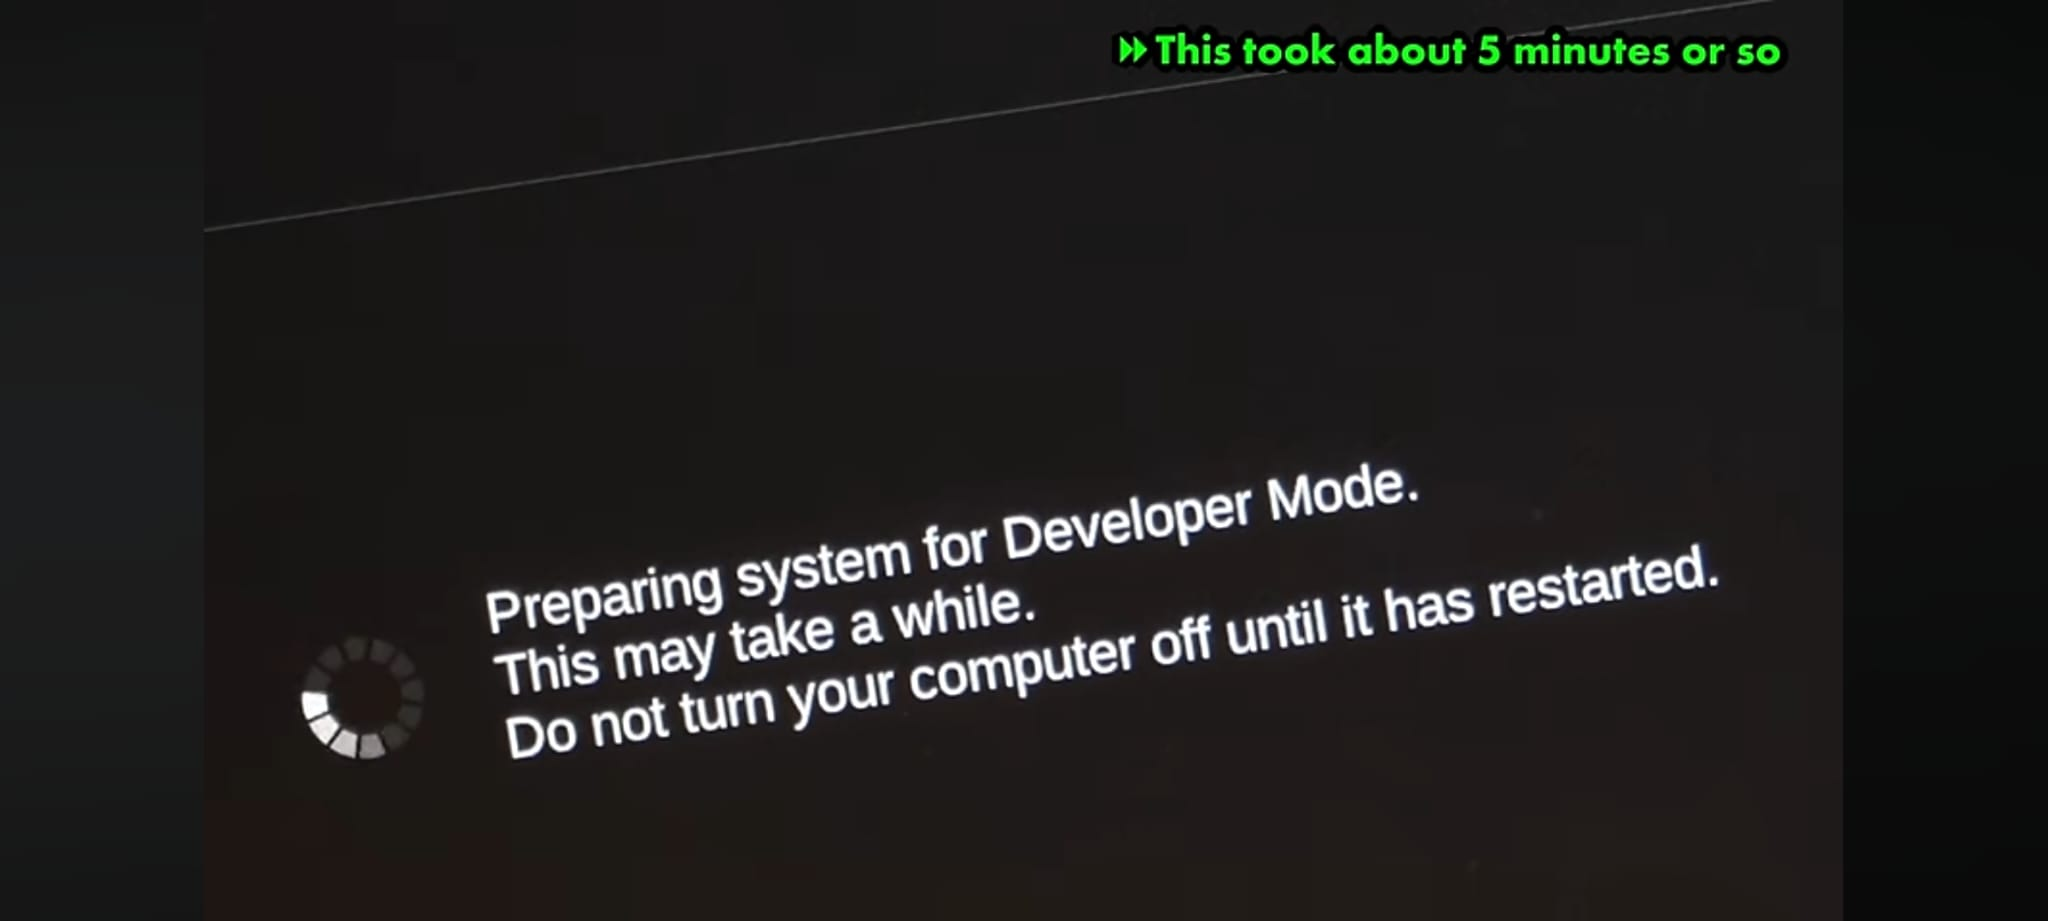 This took about 5 minutes or so
Preparing system for Developer Mode.
This may take a while.
Do not turn your computer off until it has restarted.